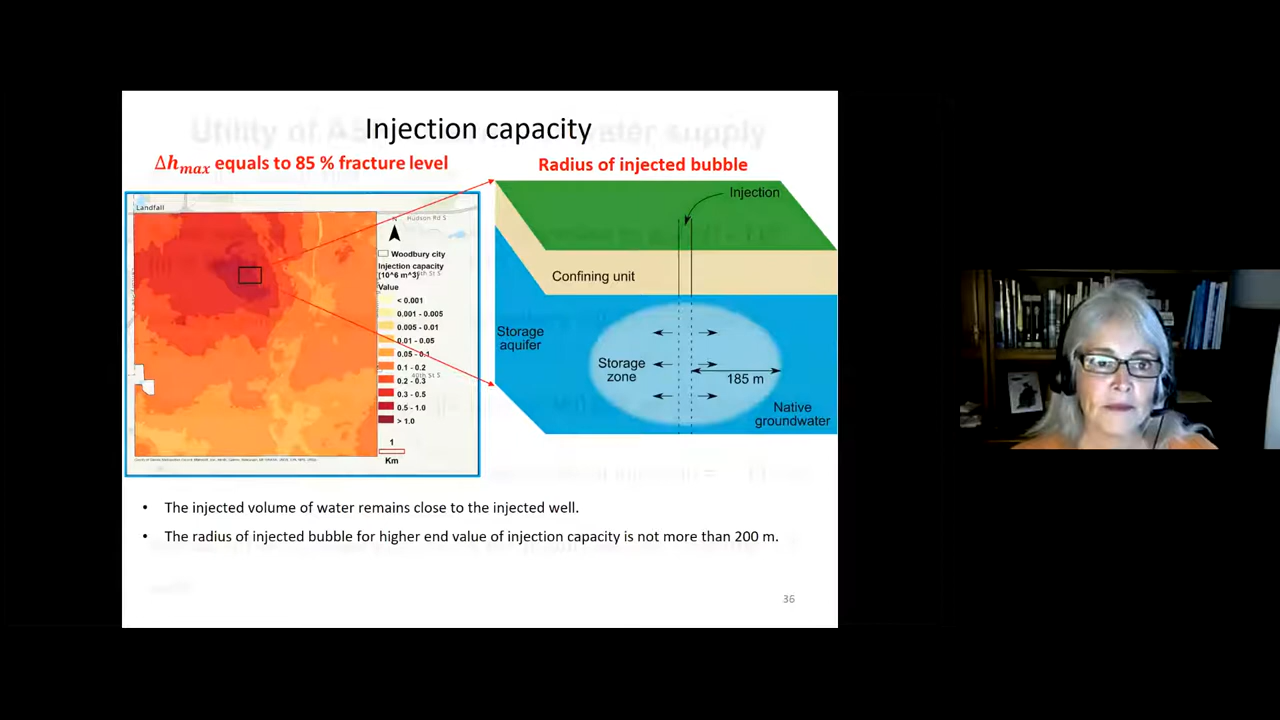 Injection capacity
Δh_max equals to 85 % fracture level
Radius of injected bubble
Landfall
Hudson Rd S
N
Woodbury city
Injection capacity
(10^6 m^3)
Value
< 0.001
0.001 - 0.005
0.005 - 0.01
0.01 - 0.05
0.05 - 0.1
0.1 - 0.2
0.2 - 0.3
0.3 - 0.5
0.5 - 1.0
> 1.0
1
Km
Injection
Confining unit
Storage
aquifer
Storage
zone
185 m
Native
groundwater
• The injected volume of water remains close to the injected well.
• The radius of injected bubble for higher end value of injection capacity is not more than 200 m.
36